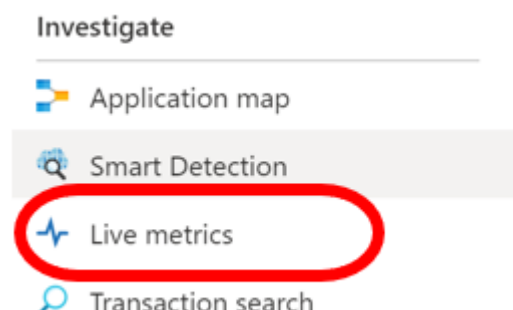 Investigate
Application map
Smart Detection
Live metrics
Transaction search